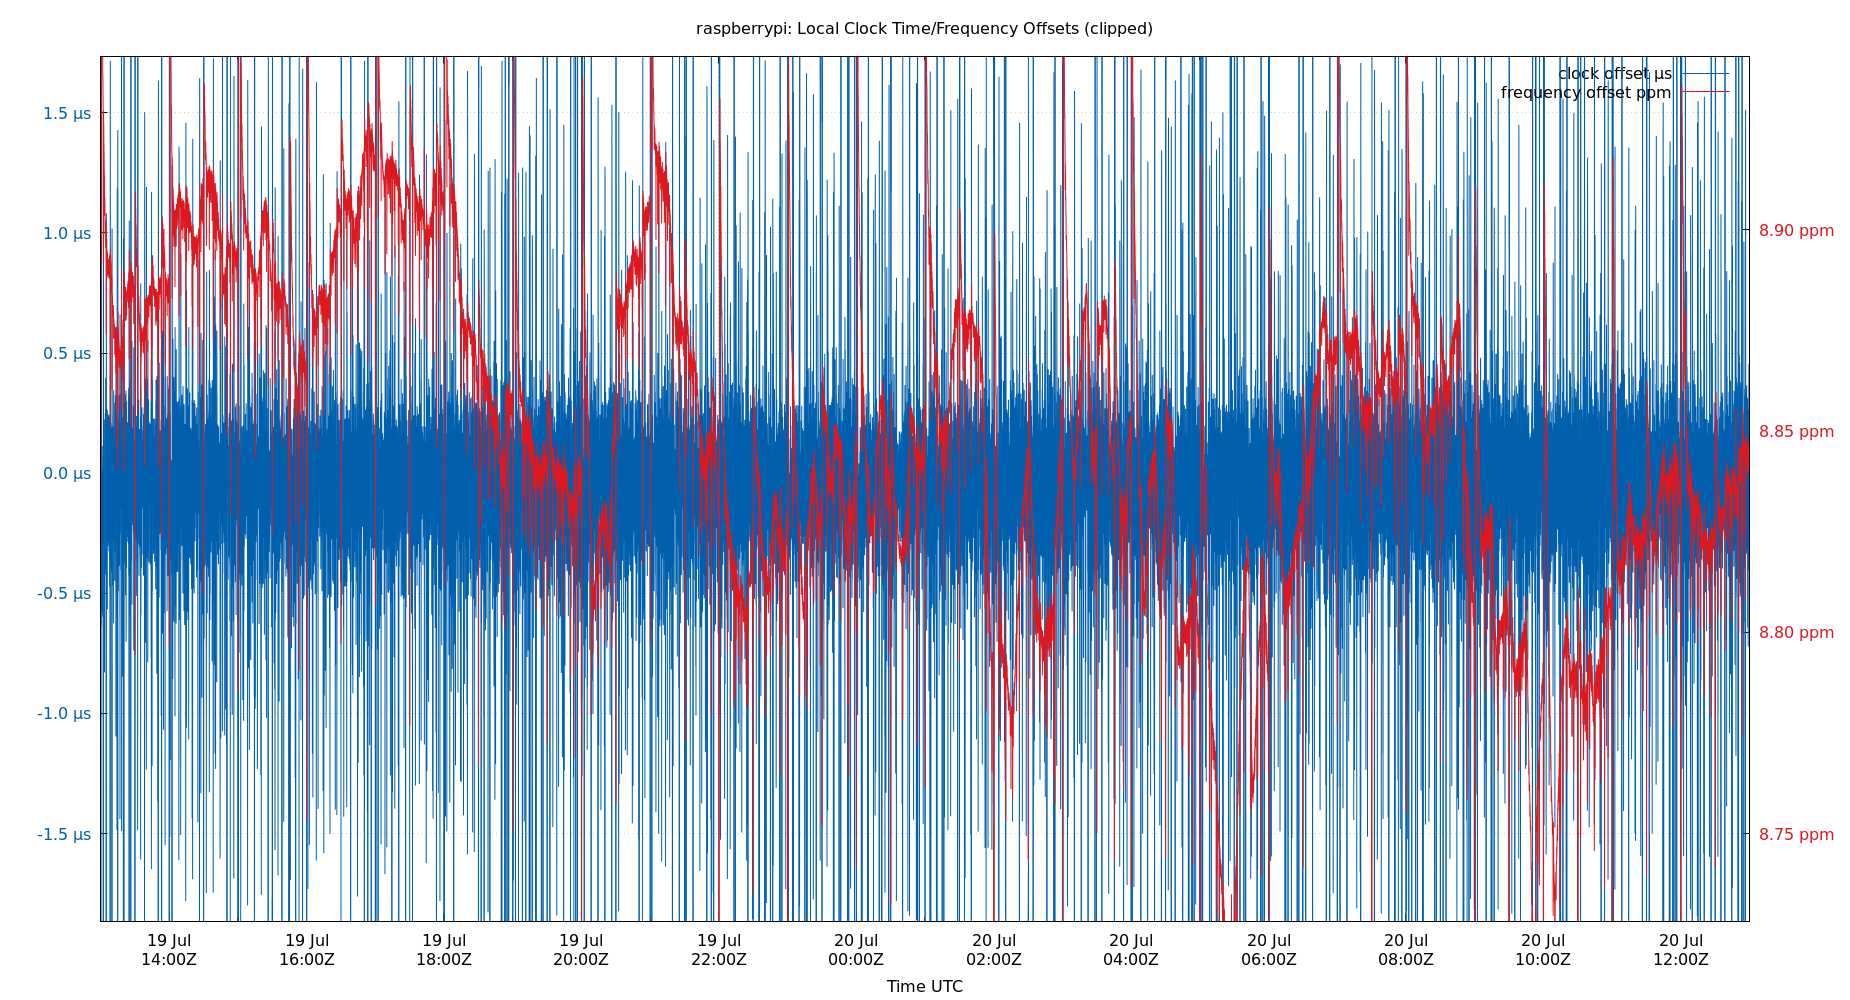 raspberrypi: Local Clock Time/Frequency Offsets (clipped)
clock offset µs
frequency offset ppm
1.5 µs
1.0 µs
0.5 µs
0.0 µs
-0.5 µs
-1.0 µs
-1.5 µs
8.90 ppm
8.85 ppm
8.80 ppm
8.75 ppm
19 Jul
14:00Z
19 Jul
16:00Z
19 Jul
18:00Z
19 Jul
20:00Z
19 Jul
22:00Z
20 Jul
00:00Z
20 Jul
02:00Z
20 Jul
04:00Z
20 Jul
06:00Z
20 Jul
08:00Z
20 Jul
10:00Z
20 Jul
12:00Z
Time UTC